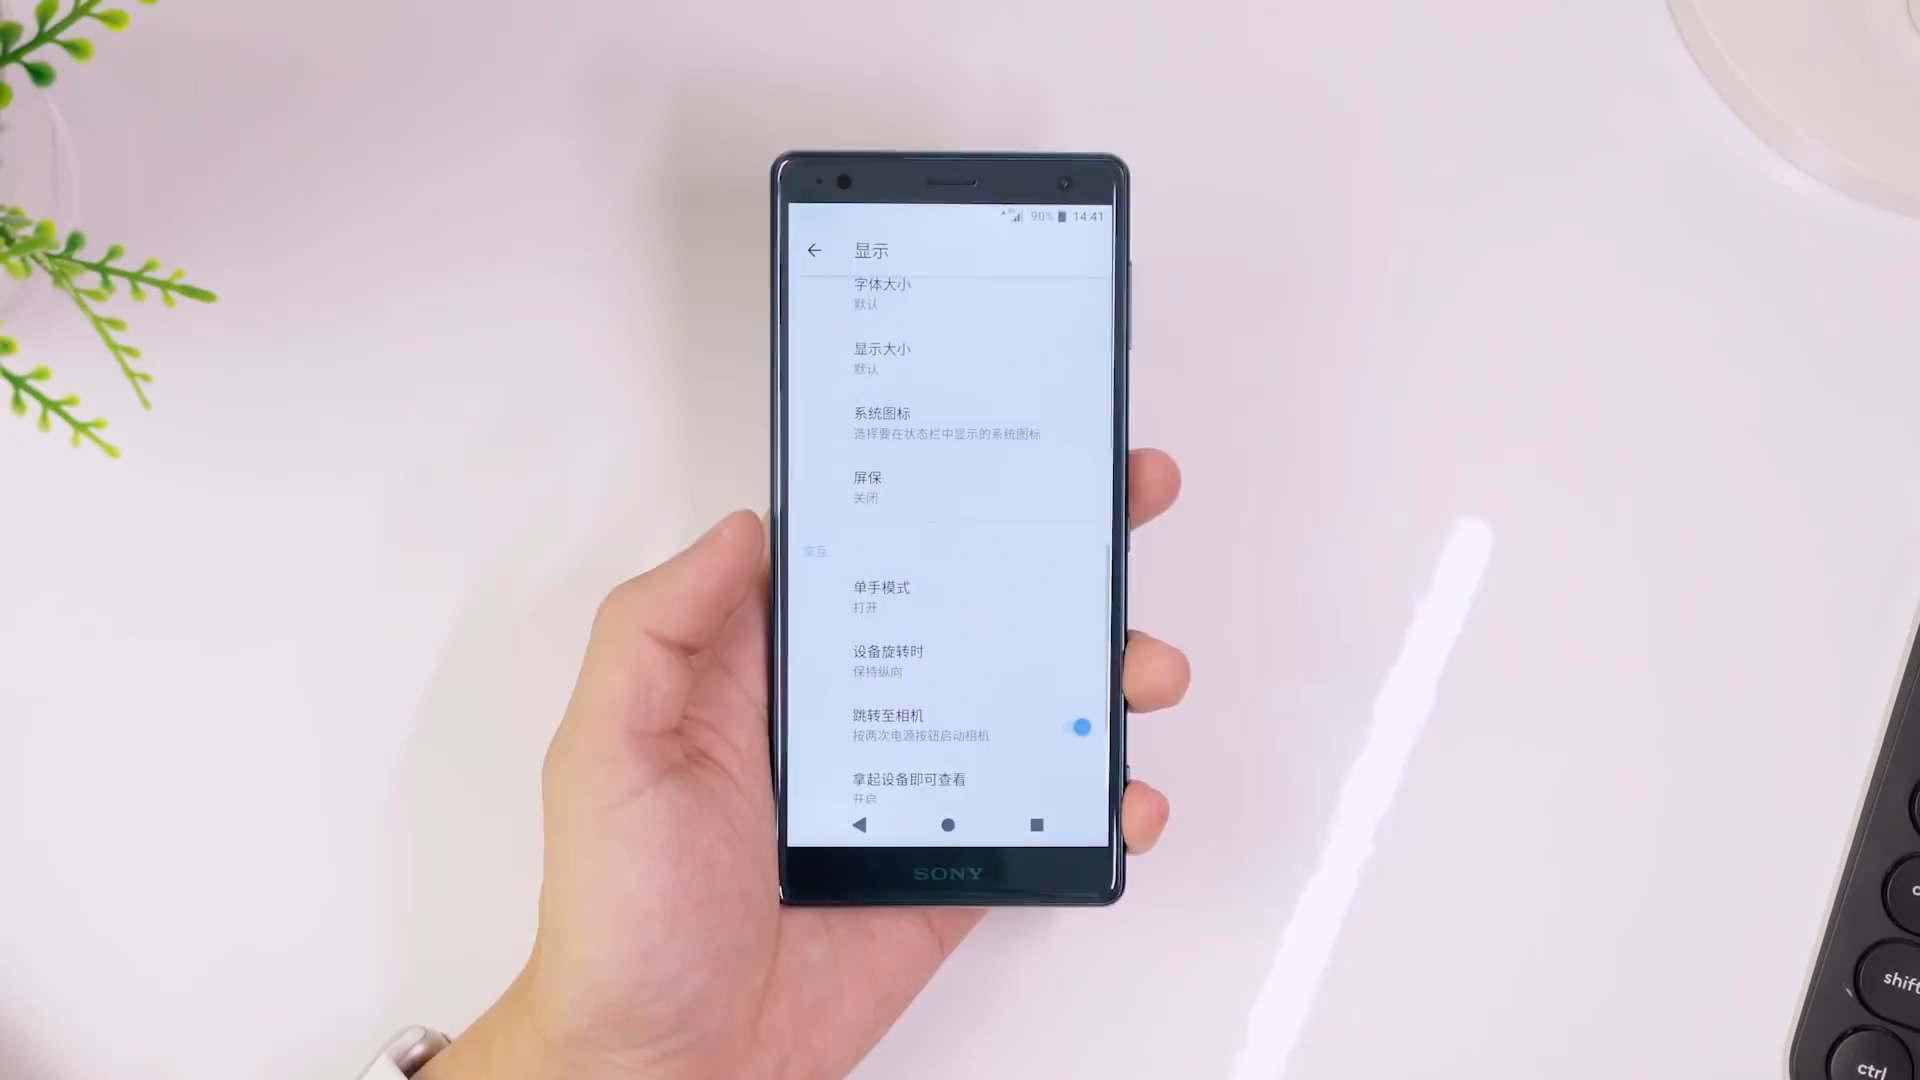 90% 14:41
显示
字体大小
默认
显示大小
默认
系统图标
选择要在状态栏中显示的系统图标
屏保
关闭
交互
单手模式
打开
设备旋转时
保持纵向
跳转至相机
按两次电源按钮启动相机
拿起设备即可查看
开启
SONY
shift
ctrl